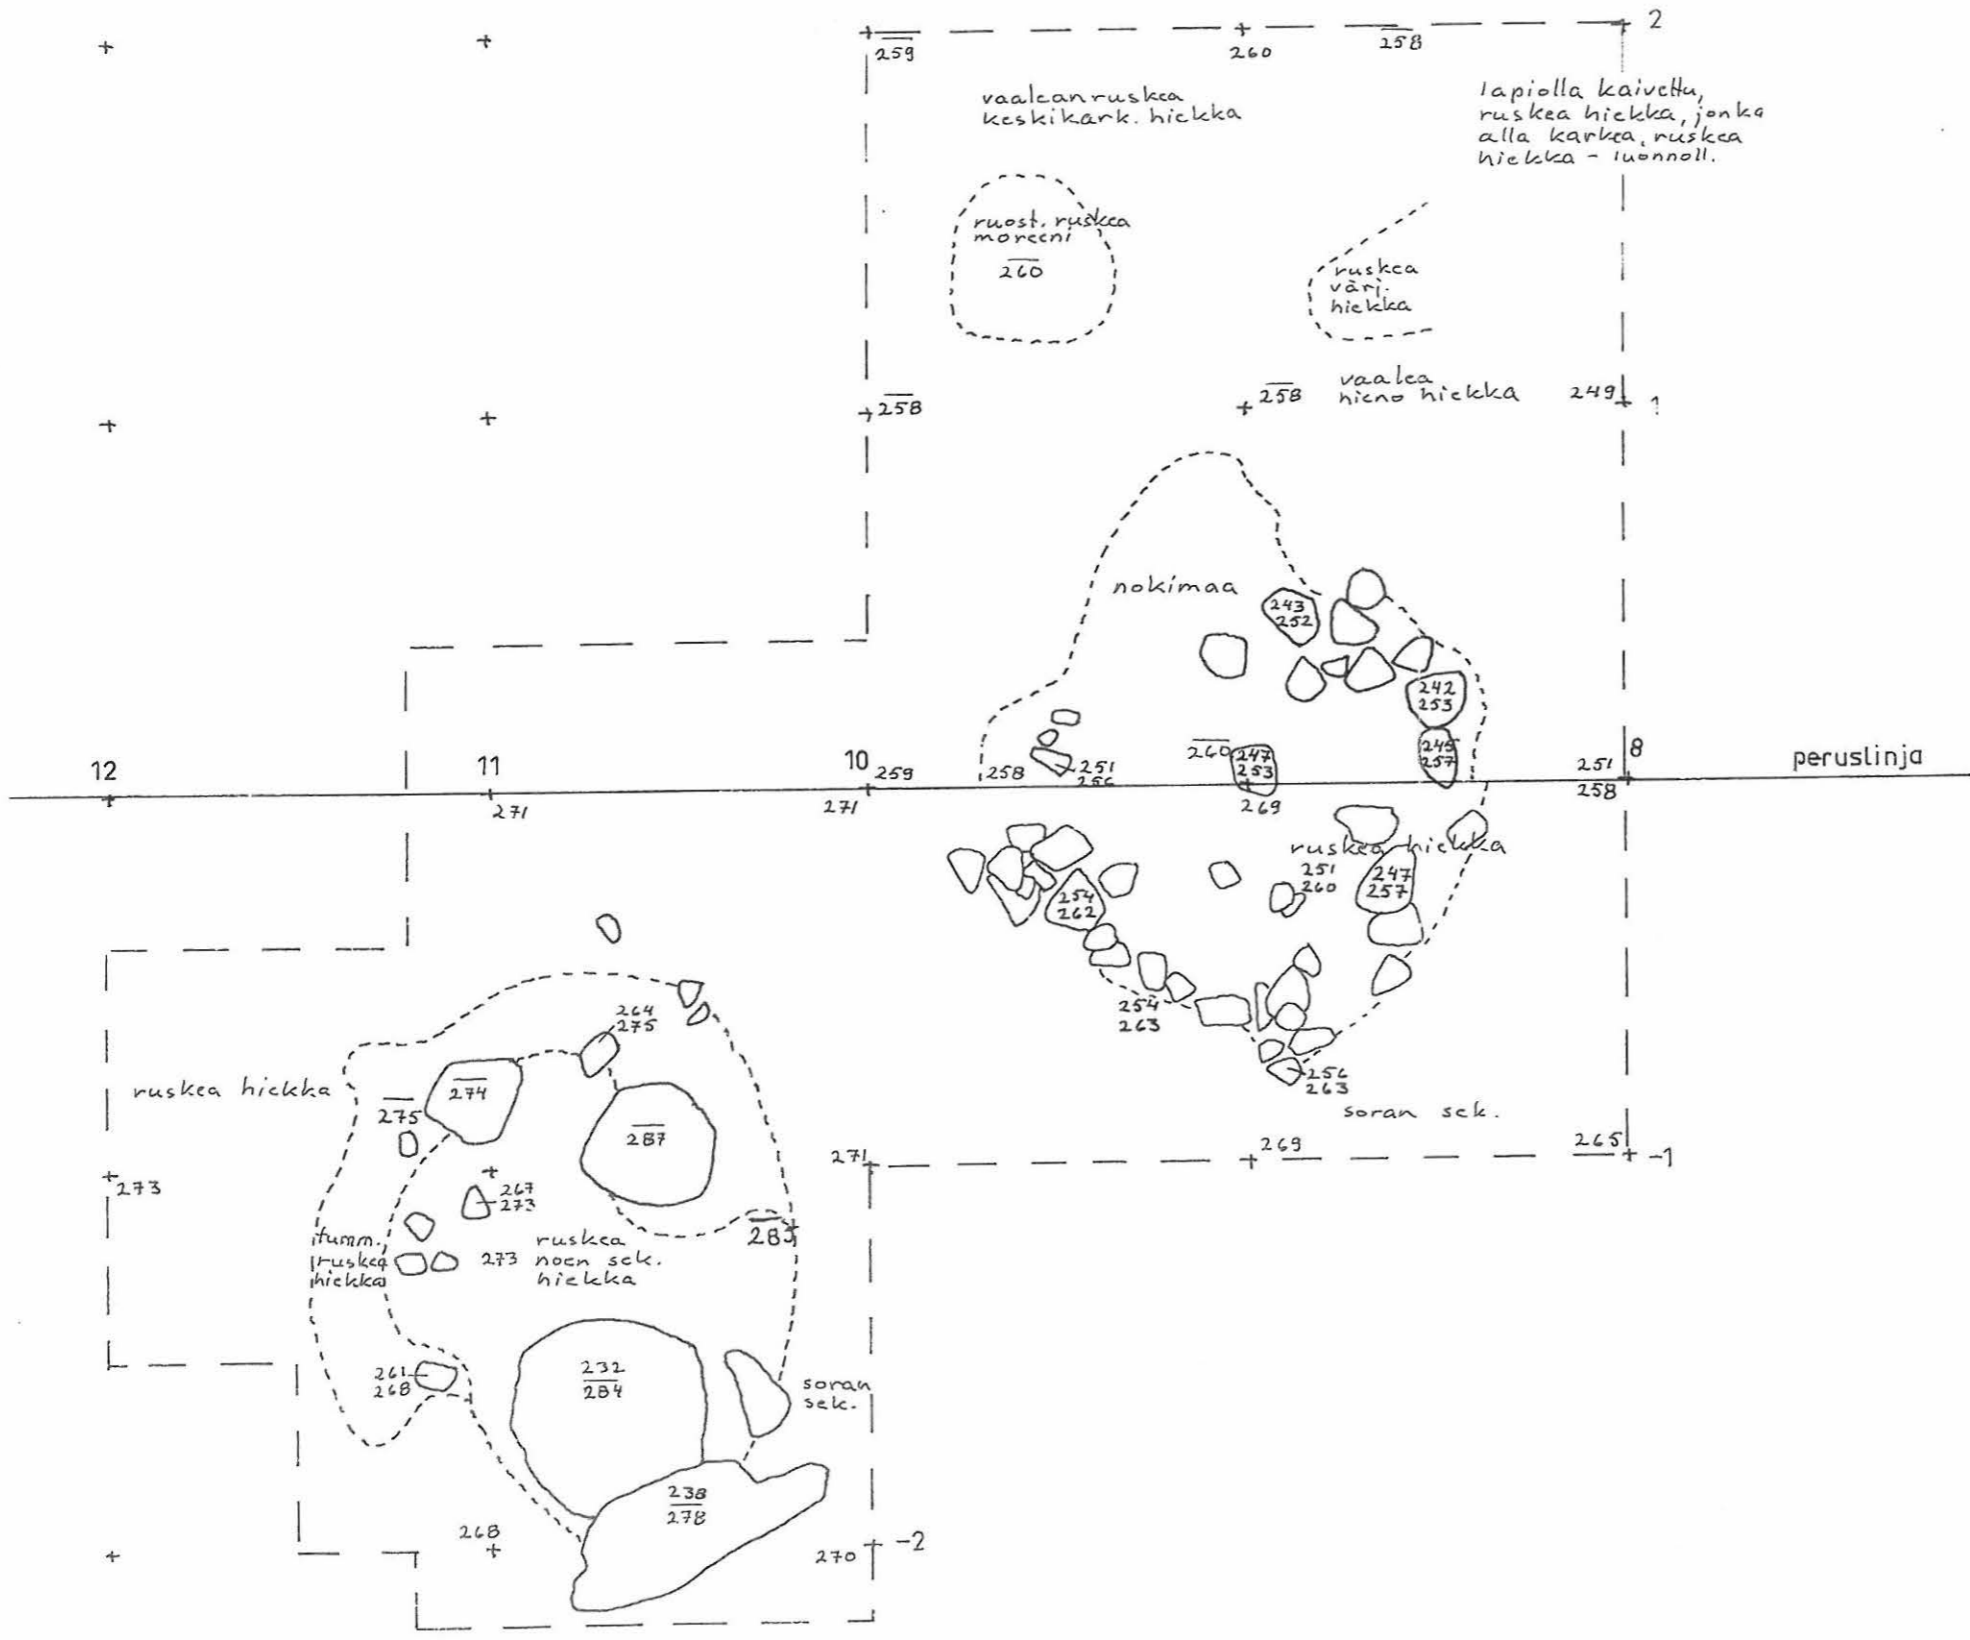 259
260
258
2
vaaleanruskea
keskikark. hiekka
lapiolla kaivettu,
ruskea hiekka, jonka
alla karkea, ruskea
hiekka - luonnoll.
ruost. ruskea
moreeni
260
ruskea
värj.
hiekka
258
258
vaalea
hieno hiekka
249
1
nokimaa
243
252
242
253
245
257
260
247
253
251
256
12
11
10
259
258
251
8
peruslinja
271
271
269
258
ruskea hiekka
251
260
247
257
254
262
254
263
256
263
soran sek.
264
275
ruskea hiekka
274
275
287
271
269
265
-1
273
267
273
283
tumm.
ruskea
hiekka
273
ruskea
noen sek.
hiekka
261
268
232
284
soran
sek.
238
278
268
270
-2